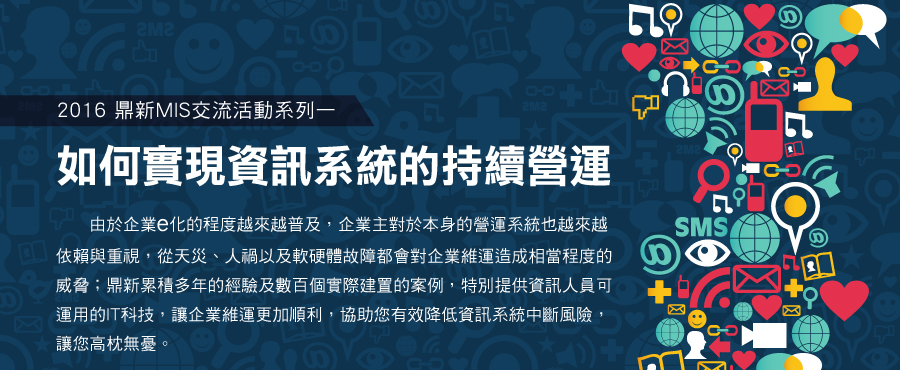 2016 鼎新MIS交流活動系列一
如何實現資訊系統的持續營運
由於企業e化的程度越來越普及，企業主對於本身的營運系統也越來越
依賴與重視，從天災、人禍以及軟硬體故障都會對企業維運造成相當程度的
威脅；鼎新累積多年的經驗及數百個實際建置的案例，特別提供資訊人員可
運用的IT科技，讓企業維運更加順利，協助您有效降低資訊系統中斷風險，
讓您高枕無憂。
SMS